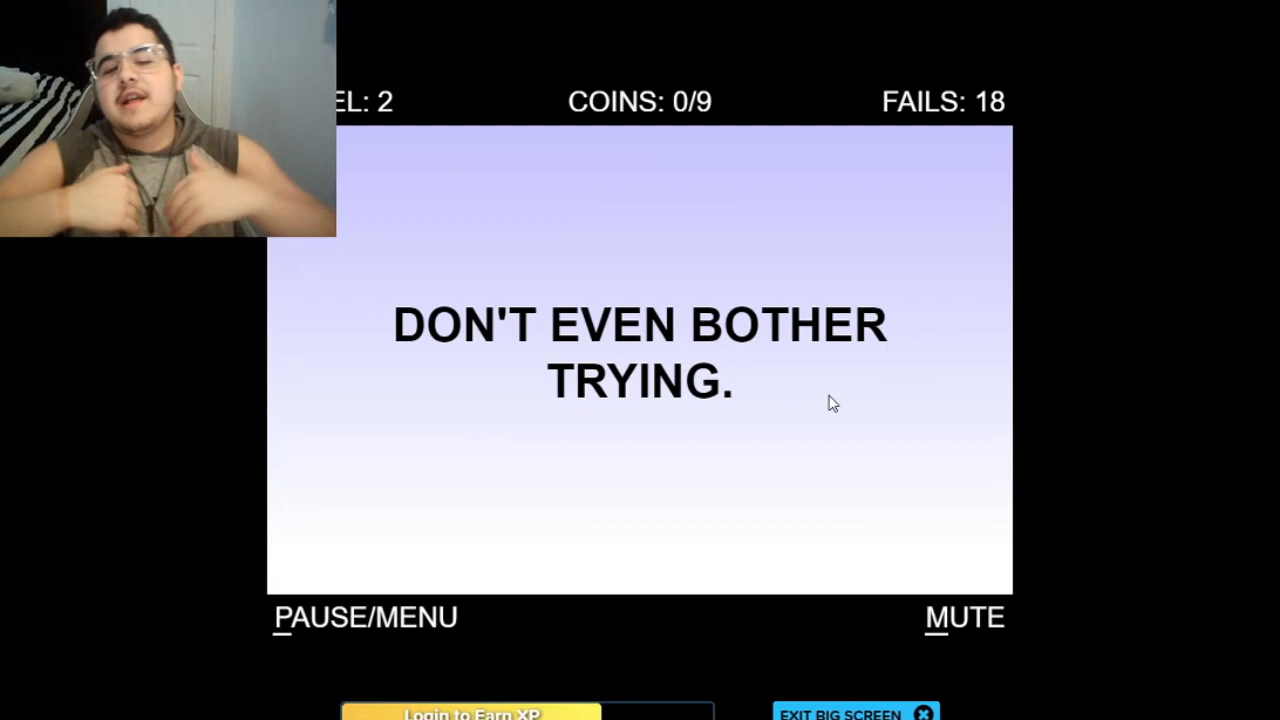 EL: 2 COINS: 0/9 FAILS: 18
DON'T EVEN BOTHER
TRYING.
PAUSE/MENU MUTE
Login to Earn XP EXIT BIG SCREEN